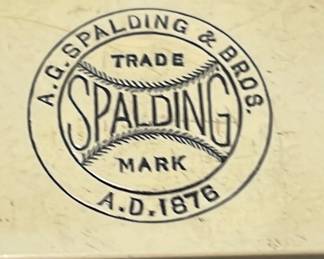 A.G. SPALDING & BROS.
TRADE
SPALDING
MARK
A.D. 1876